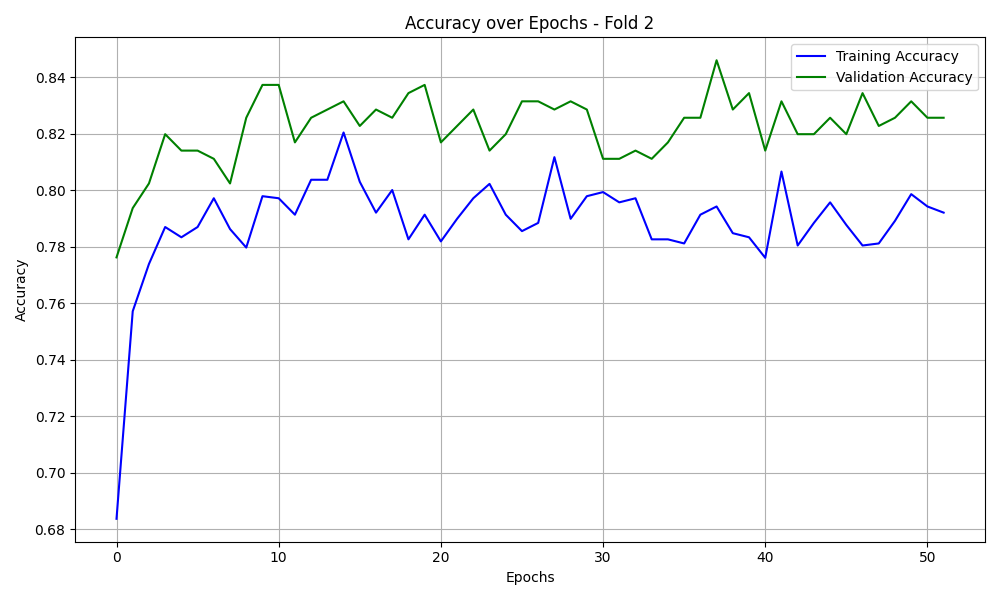 Accuracy over Epochs - Fold 2
Training Accuracy
Validation Accuracy
0.84
0.82
0.80
0.78
0.76
0.74
0.72
0.70
0.68
Accuracy
0 10 20 30 40 50
Epochs